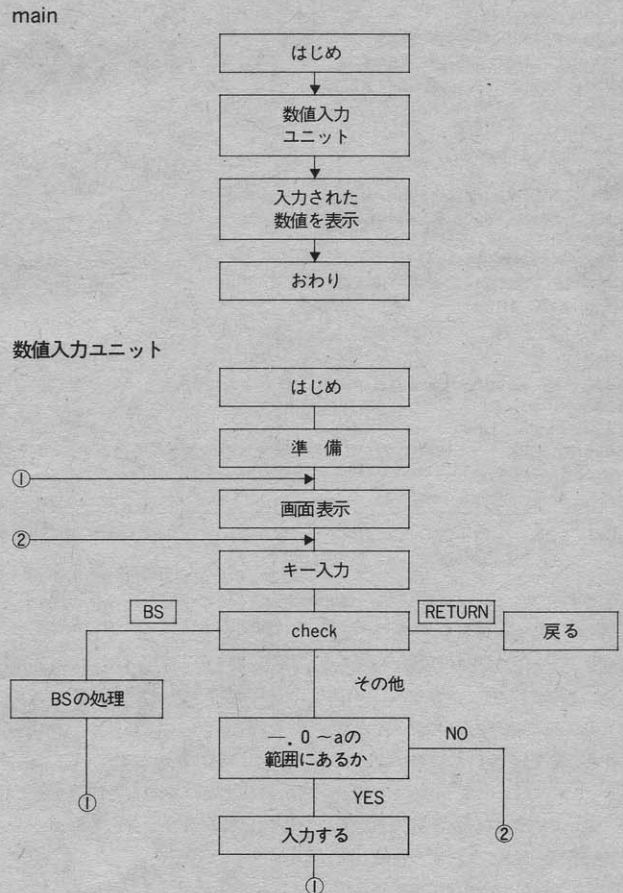 main
はじめ
数値入力
ユニット
入力された
数値を表示
おわり
数値入力ユニット
はじめ
準 備
①
画面表示
②
キー入力
BS
check
RETURN
戻る
BSの処理
その他
—．0～aの
範囲にあるか
NO
YES
①
入力する
②
①